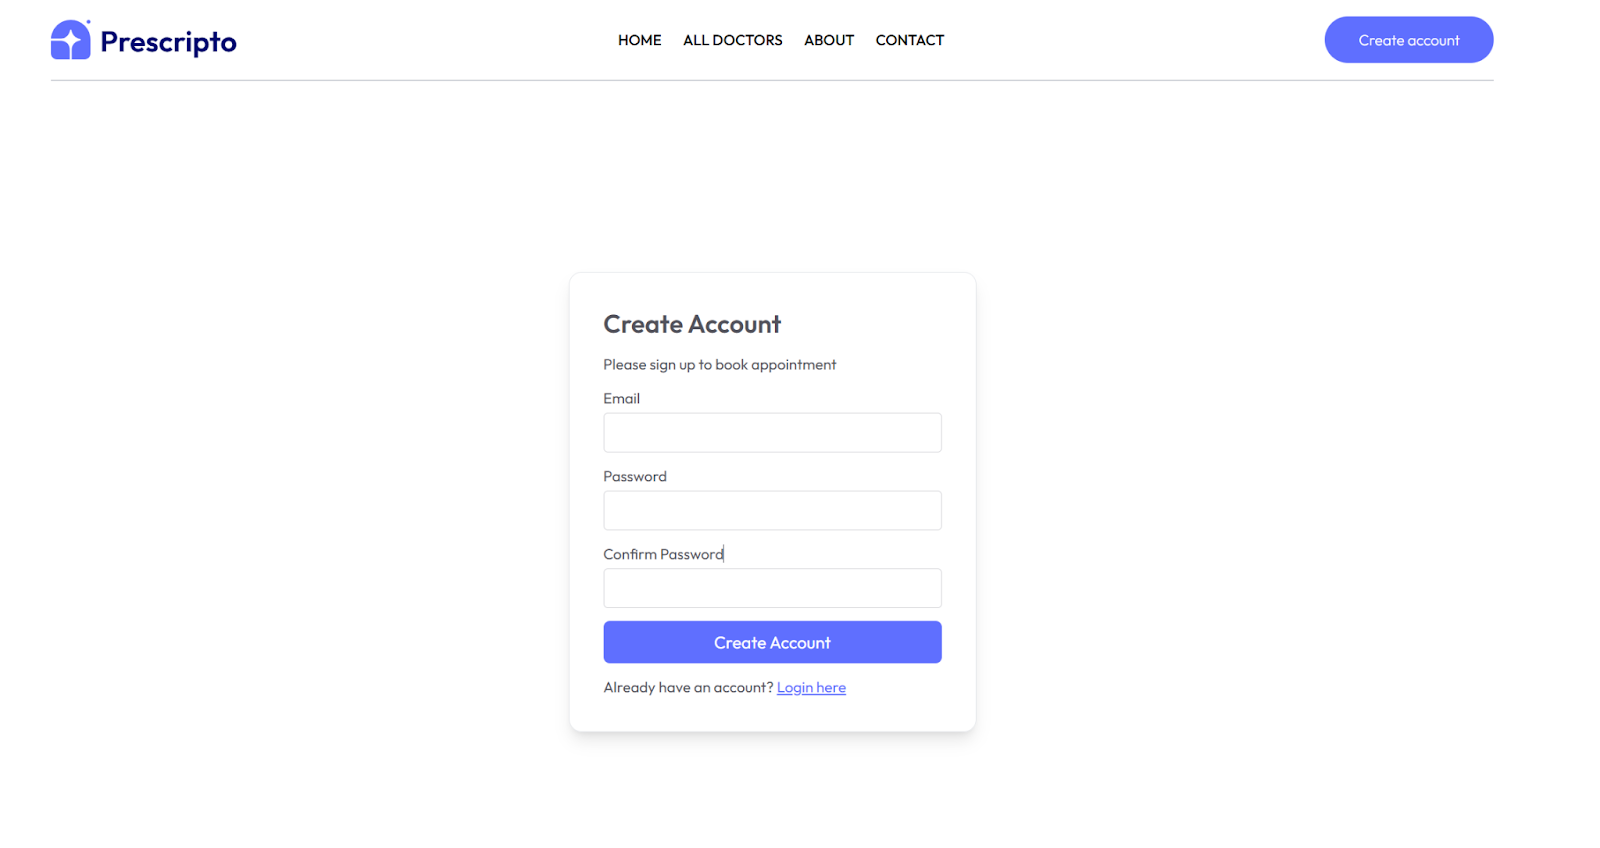 Prescripto
HOME ALL DOCTORS ABOUT CONTACT
Create account
Create Account
Please sign up to book appointment
Email
Password
Confirm Password
Create Account
Already have an account? Login here